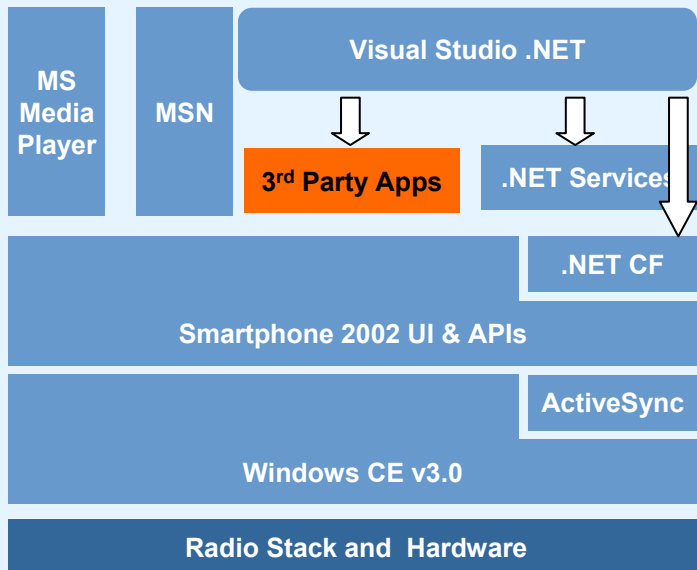 MS
Media
Player
MSN
Visual Studio .NET
3rd Party Apps
.NET Services
.NET CF
Smartphone 2002 UI & APIs
ActiveSync
Windows CE v3.0
Radio Stack and Hardware